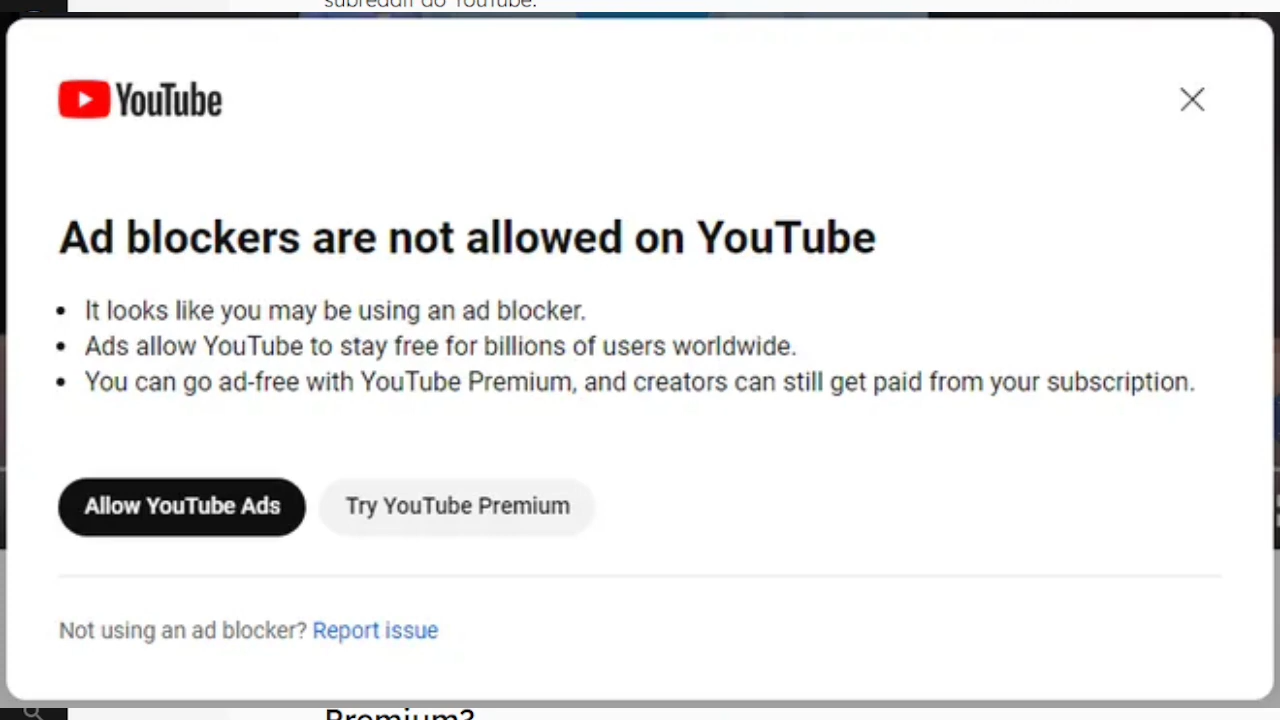 subreddit do YouTube.
YouTube
Ad blockers are not allowed on YouTube
It looks like you may be using an ad blocker.
Ads allow YouTube to stay free for billions of users worldwide.
You can go ad-free with YouTube Premium, and creators can still get paid from your subscription.
Allow YouTube Ads
Try YouTube Premium
Not using an ad blocker? Report issue
Premium?